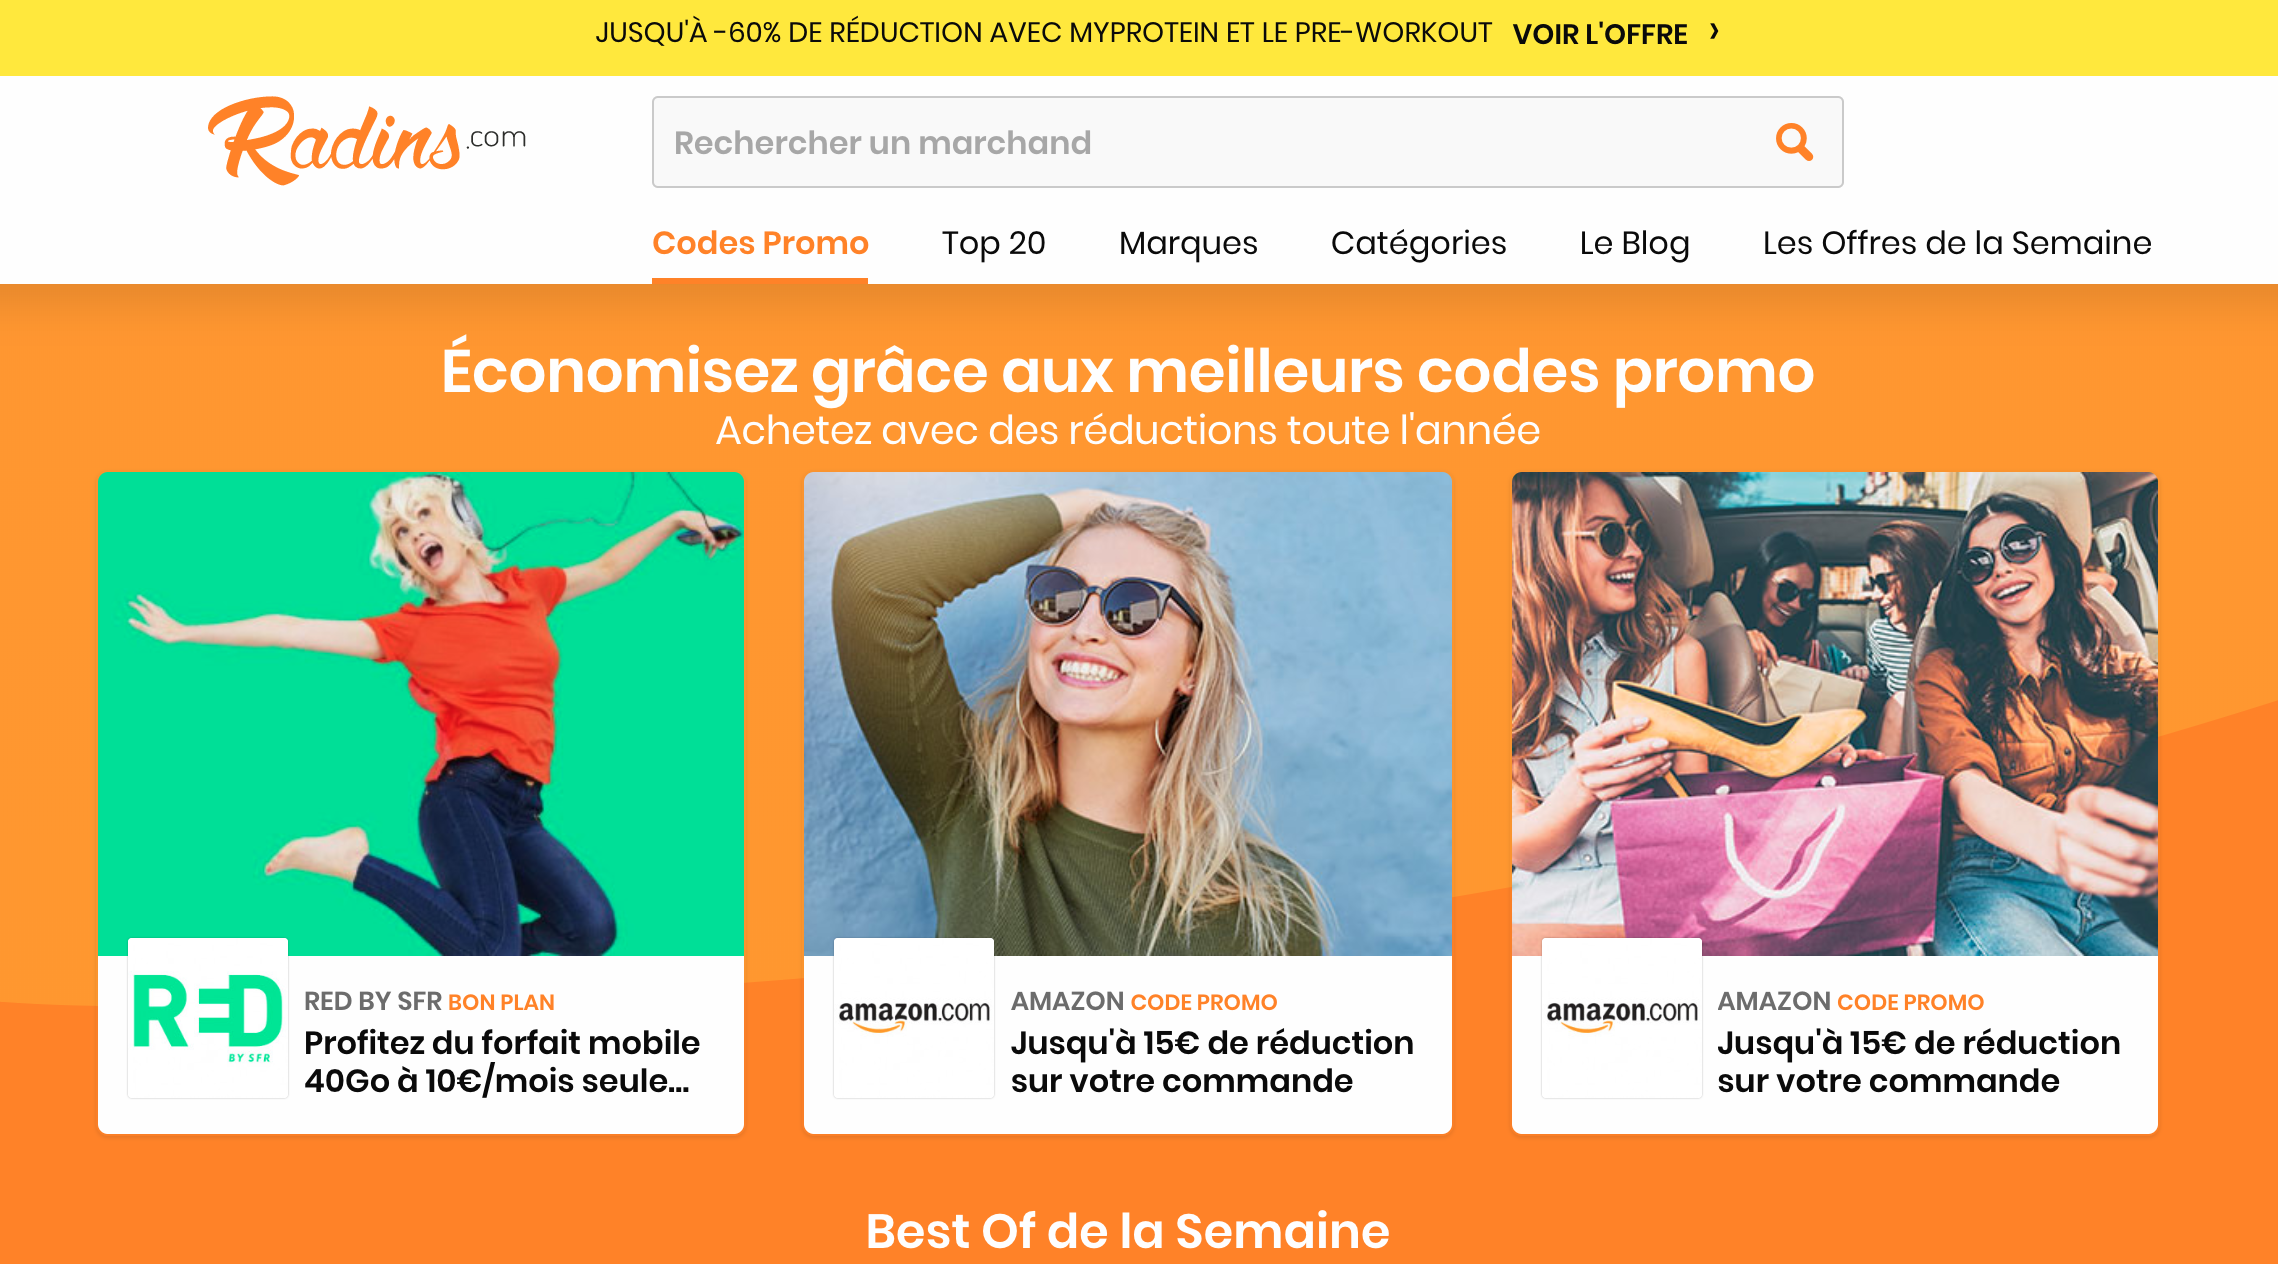 JUSQU'À -60% DE RÉDUCTION AVEC MYPROTEIN ET LE PRE-WORKOUT VOIR L'OFFRE ›
Radins.com
Rechercher un marchand
Codes Promo Top 20 Marques Catégories Le Blog Les Offres de la Semaine
Économisez grâce aux meilleurs codes promo
Achetez avec des réductions toute l'année
RED
BY SFR
RED BY SFR BON PLAN
Profitez du forfait mobile
40Go à 10€/mois seule...
amazon.com
AMAZON CODE PROMO
Jusqu'à 15€ de réduction
sur votre commande
amazon.com
AMAZON CODE PROMO
Jusqu'à 15€ de réduction
sur votre commande
Best Of de la Semaine